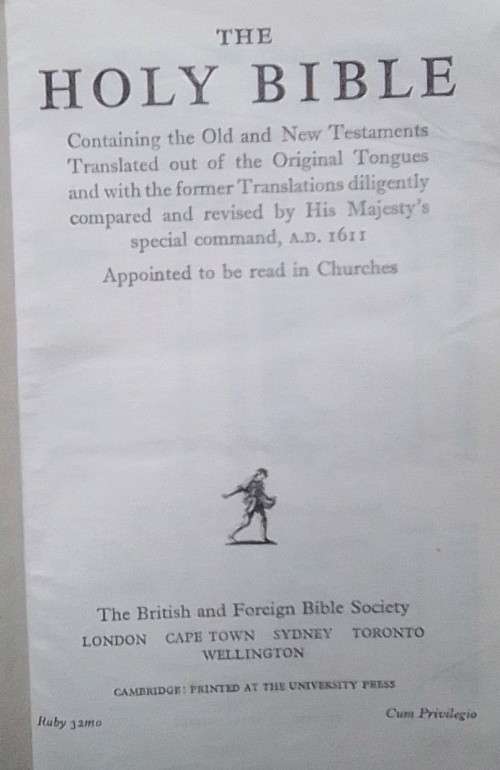 THE
HOLY BIBLE
Containing the Old and New Testaments
Translated out of the Original Tongues
and with the former Translations diligently
compared and revised by His Majesty's
special command, A.D. 1611
Appointed to be read in Churches
The British and Foreign Bible Society
LONDON CAPE TOWN SYDNEY TORONTO
WELLINGTON
CAMBRIDGE: PRINTED AT THE UNIVERSITY PRESS
Ruby 32mo
Cum Privilegio